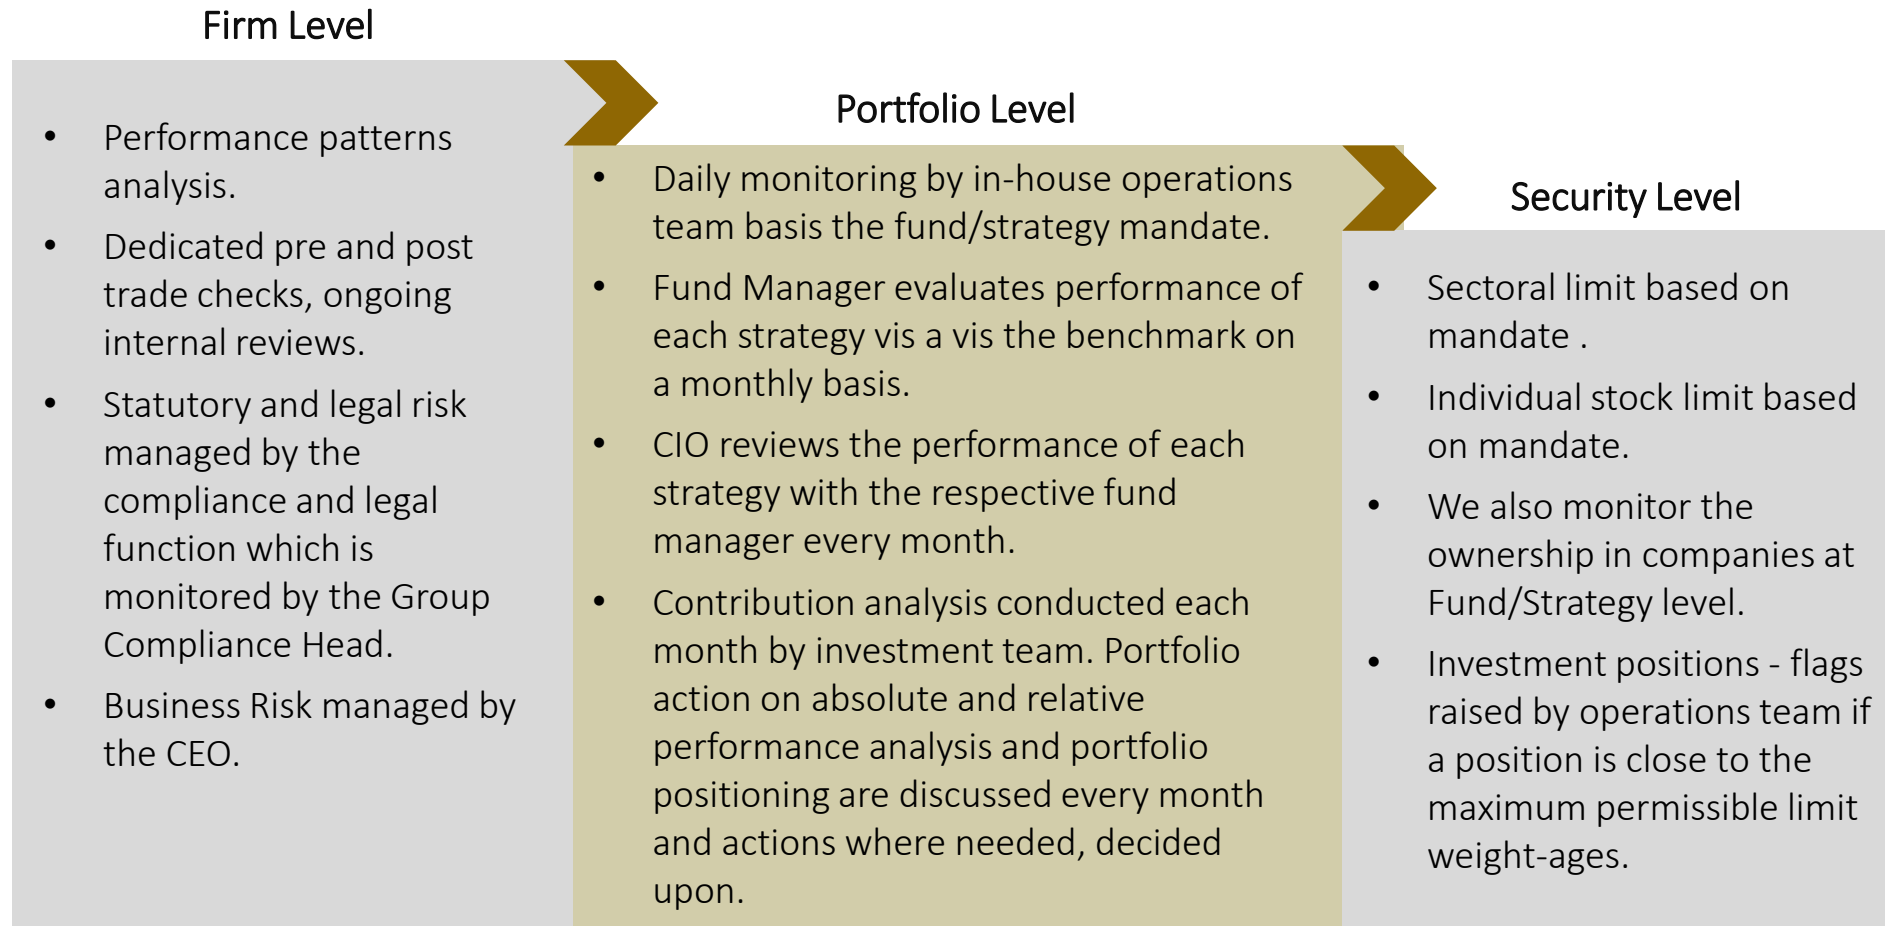 Firm Level
• Performance patterns
analysis.
• Dedicated pre and post
trade checks, ongoing
internal reviews.
• Statutory and legal risk
managed by the
compliance and legal
function which is
monitored by the Group
Compliance Head.
• Business Risk managed by
the CEO.
Portfolio Level
• Daily monitoring by in-house operations
team basis the fund/strategy mandate.
• Fund Manager evaluates performance of
each strategy vis a vis the benchmark on
a monthly basis.
• CIO reviews the performance of each
strategy with the respective fund
manager every month.
• Contribution analysis conducted each
month by investment team. Portfolio
action on absolute and relative
performance analysis and portfolio
positioning are discussed every month
and actions where needed, decided
upon.
Security Level
• Sectoral limit based on
mandate .
• Individual stock limit based
on mandate.
• We also monitor the
ownership in companies at
Fund/Strategy level.
• Investment positions - flags
raised by operations team if
a position is close to the
maximum permissible limit
weight-ages.